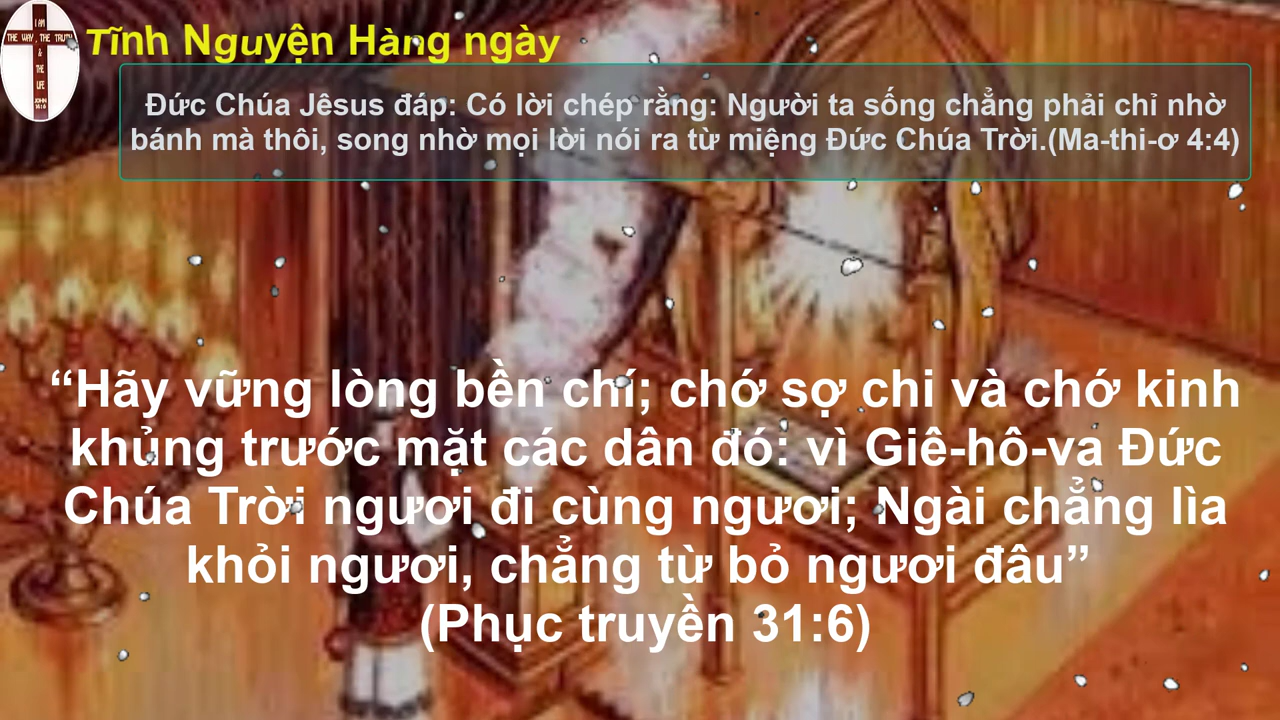 I AM
THE WAY, THE TRUTH
&
THE
LIFE
JOHN
14:6
Tĩnh Nguyện Hàng ngày
Đức Chúa Jêsus đáp: Có lời chép rằng: Người ta sống chẳng phải chỉ nhờ
bánh mà thôi, song nhờ mọi lời nói ra từ miệng Đức Chúa Trời.(Ma-thi-ơ 4:4)
“Hãy vững lòng bền chí; chớ sợ chi và chớ kinh
khủng trước mặt các dân đó: vì Giê-hô-va Đức
Chúa Trời ngươi đi cùng ngươi; Ngài chẳng lìa
khỏi ngươi, chẳng từ bỏ ngươi đâu”
(Phục truyền 31:6)